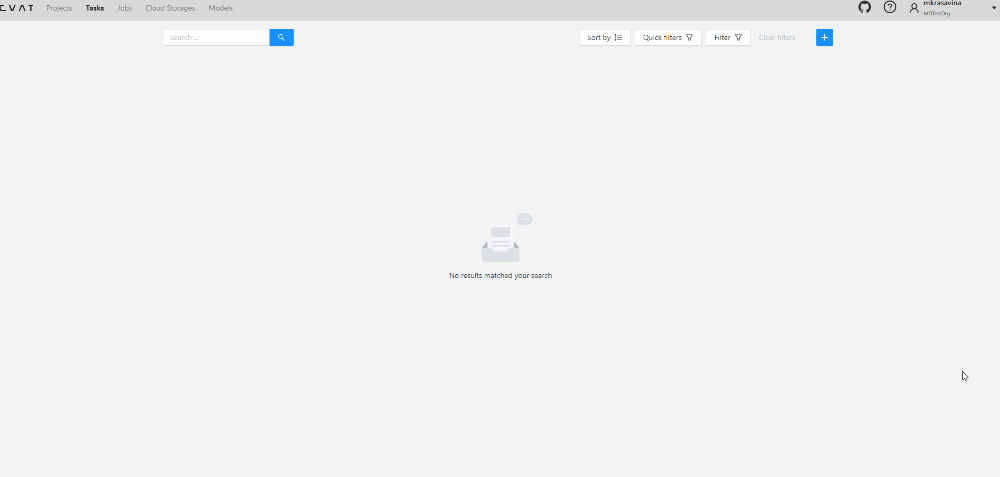 CVAT Projects Tasks Jobs Cloud Storages Models mkrasavina
MDTestOrg
Search ... Sort by Quick filters Filter Clear filters +
No results matched your search